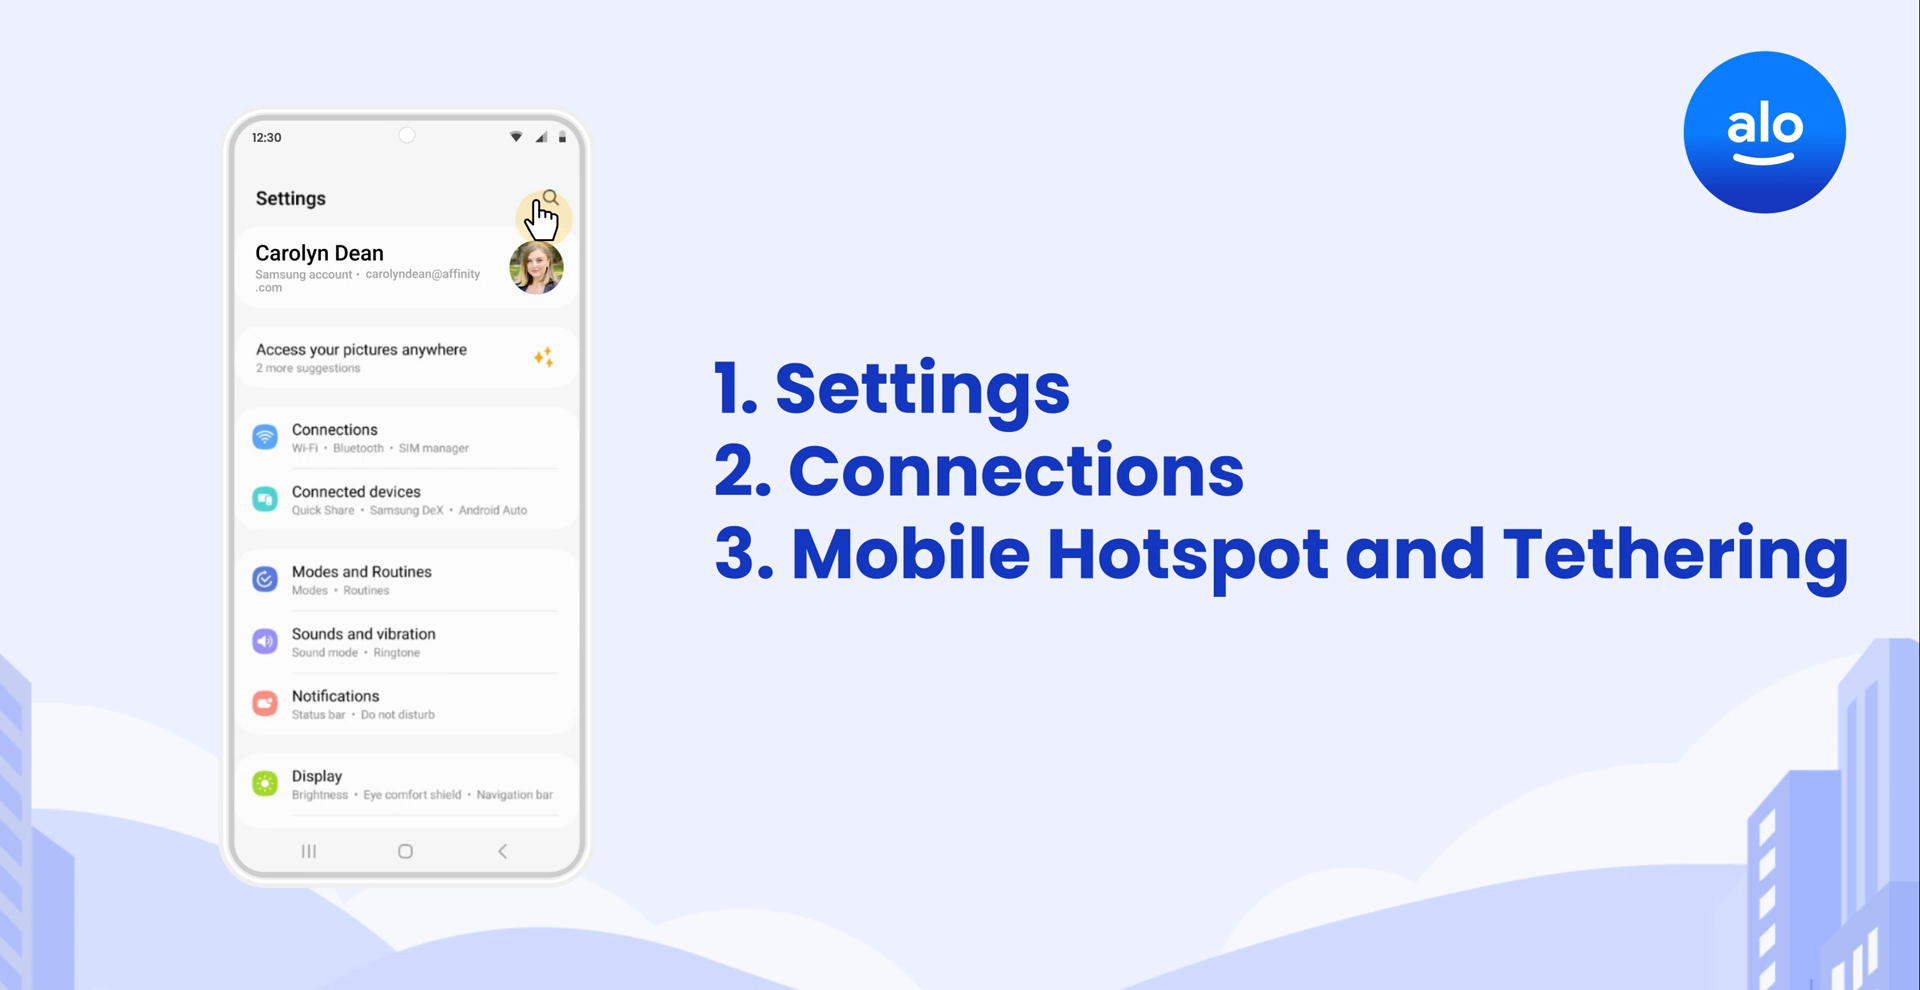 12:30
Settings
Carolyn Dean
Samsung account • carolyndean@affinity
.com
Access your pictures anywhere
2 more suggestions
Connections
Wi-Fi • Bluetooth • SIM manager
Connected devices
Quick Share • Samsung DeX • Android Auto
Modes and Routines
Modes • Routines
Sounds and vibration
Sound mode • Ringtone
Notifications
Status bar • Do not disturb
Display
Brightness • Eye comfort shield • Navigation bar
alo
1. Settings
2. Connections
3. Mobile Hotspot and Tethering